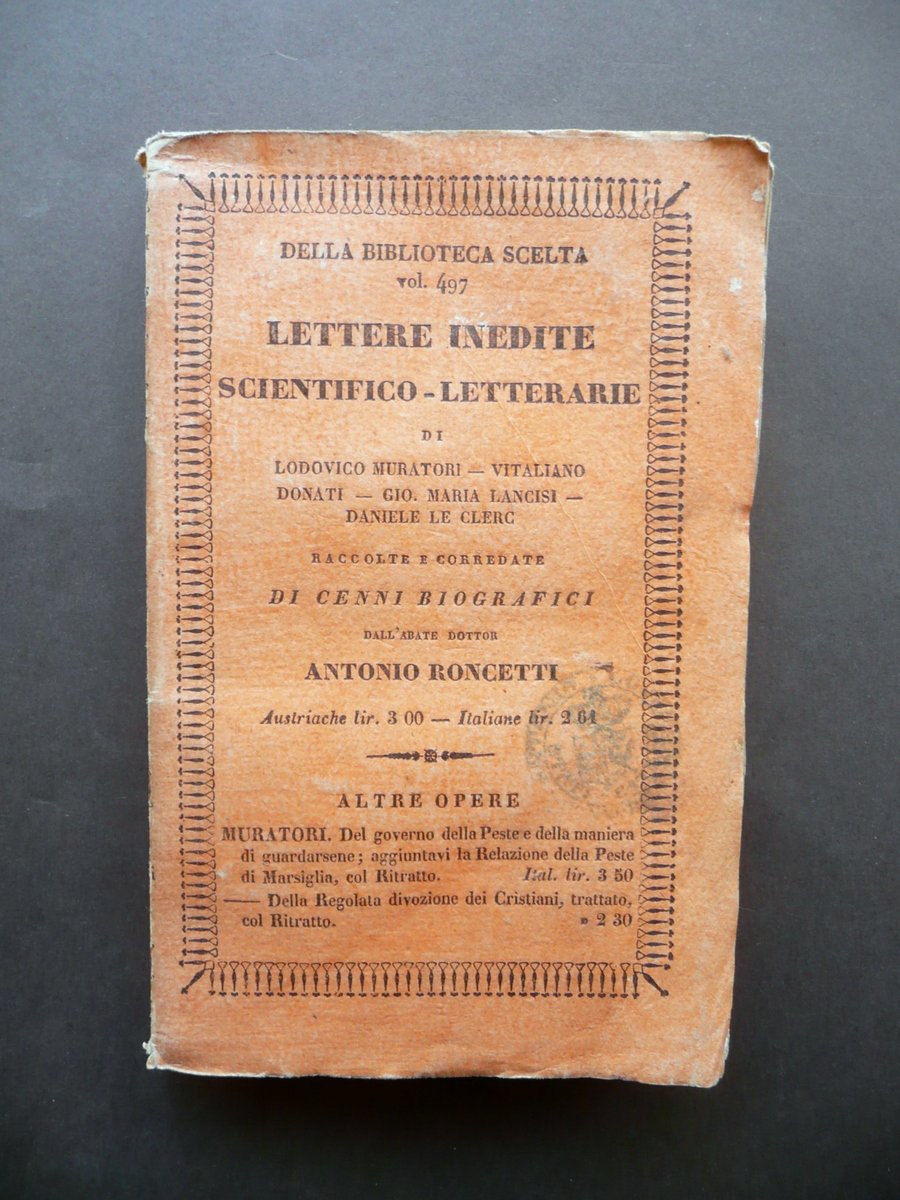 DELLA BIBLIOTECA SCELTA
vol. 497
LETTERE INEDITE
SCIENTIFICO-LETTERARIE
DI
LODOVICO MURATORI — VITALIANO
DONATI — GIO. MARIA LANCISI —
DANIELE LE CLERC
RACCOLTE E CORREDATE
DI CENNI BIOGRAFICI
DALL'ABATE DOTTOR
ANTONIO RONCETTI
Austriache lir. 3 00 — Italiane lir. 2 61
ALTRE OPERE
MURATORI. Del governo della Peste e della maniera
di guardarsene; aggiuntavi la Relazione della Peste
di Marsiglia, col Ritratto. Ital. lir. 3 50
—— Della Regolata divozione dei Cristiani, trattato,
col Ritratto. » 2 30